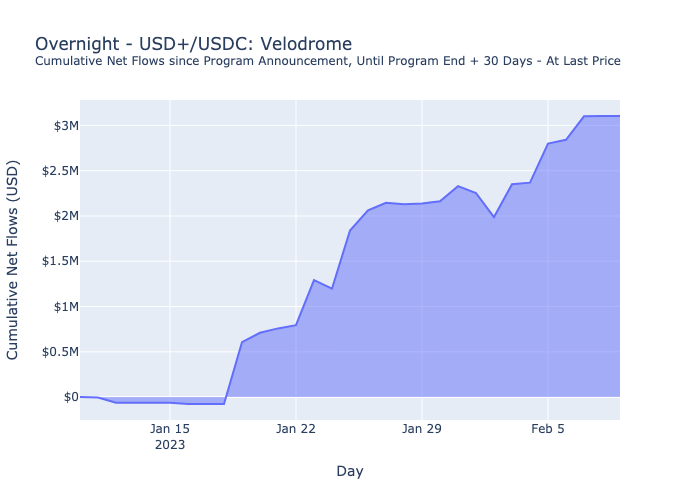 Overnight - USD+/USDC: Velodrome
Cumulative Net Flows since Program Announcement, Until Program End + 30 Days - At Last Price
Cumulative Net Flows (USD)
$3M
$2.5M
$2M
$1.5M
$1M
$0.5M
$0
Jan 15
2023
Jan 22
Jan 29
Feb 5
Day